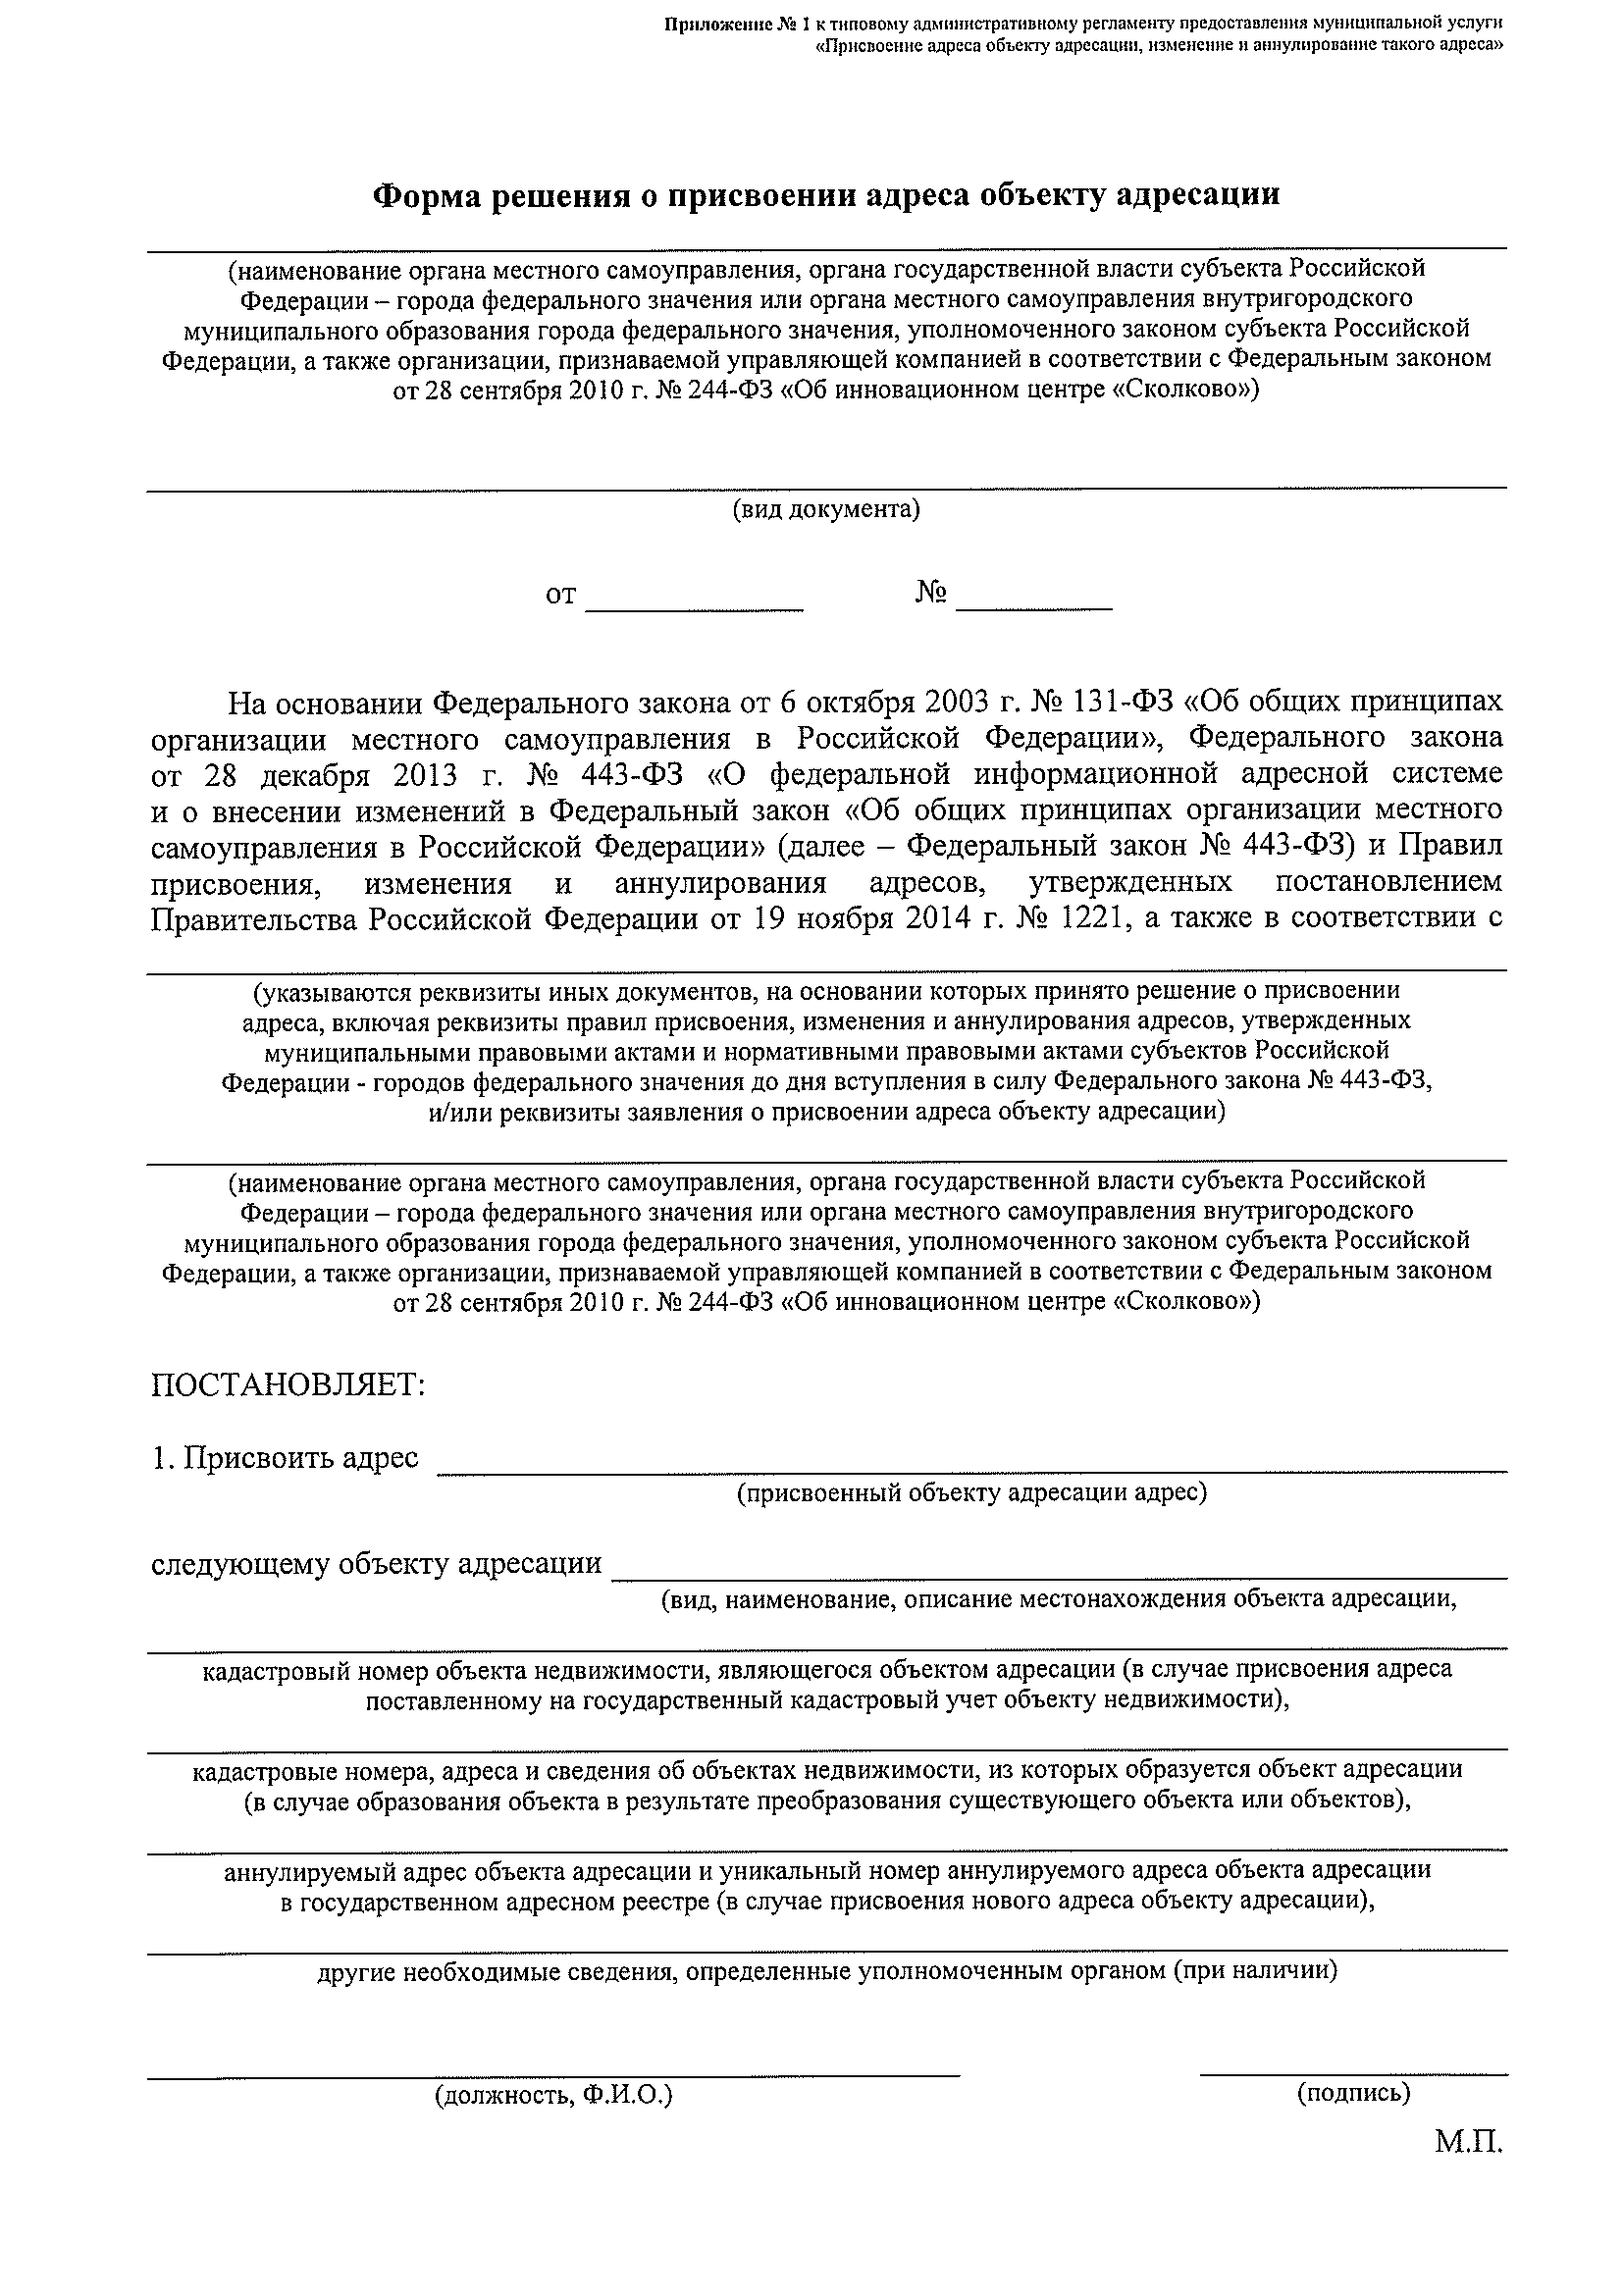 Приложение № 1 к типовому административному регламенту предоставления муниципальной услуги
«Присвоение адреса объекту адресации, изменение и аннулирование такого адреса»
Форма решения о присвоении адреса объекту адресации
(наименование органа местного самоуправления, органа государственной власти субъекта Российской
Федерации – города федерального значения или органа местного самоуправления внутригородского
муниципального образования города федерального значения, уполномоченного законом субъекта Российской
Федерации, а также организации, признаваемой управляющей компанией в соответствии с Федеральным законом
от 28 сентября 2010 г. № 244-ФЗ «Об инновационном центре «Сколково»)
(вид документа)
от ______________ № __________
На основании Федерального закона от 6 октября 2003 г. № 131-ФЗ «Об общих принципах
организации местного самоуправления в Российской Федерации», Федерального закона
от 28 декабря 2013 г. № 443-ФЗ «О федеральной информационной адресной системе
и о внесении изменений в Федеральный закон «Об общих принципах организации местного
самоуправления в Российской Федерации» (далее – Федеральный закон № 443-ФЗ) и Правил
присвоения, изменения и аннулирования адресов, утвержденных постановлением
Правительства Российской Федерации от 19 ноября 2014 г. № 1221, а также в соответствии с
(указываются реквизиты иных документов, на основании которых принято решение о присвоении
адреса, включая реквизиты правил присвоения, изменения и аннулирования адресов, утвержденных
муниципальными правовыми актами и нормативными правовыми актами субъектов Российской
Федерации - городов федерального значения до дня вступления в силу Федерального закона № 443-ФЗ,
и/или реквизиты заявления о присвоении адреса объекту адресации)
(наименование органа местного самоуправления, органа государственной власти субъекта Российской
Федерации – города федерального значения или органа местного самоуправления внутригородского
муниципального образования города федерального значения, уполномоченного законом субъекта Российской
Федерации, а также организации, признаваемой управляющей компанией в соответствии с Федеральным законом
от 28 сентября 2010 г. № 244-ФЗ «Об инновационном центре «Сколково»)
ПОСТАНОВЛЯЕТ:
1. Присвоить адрес
(присвоенный объекту адресации адрес)
следующему объекту адресации
(вид, наименование, описание местонахождения объекта адресации,
кадастровый номер объекта недвижимости, являющегося объектом адресации (в случае присвоения адреса
поставленному на государственный кадастровый учет объекту недвижимости),
кадастровые номера, адреса и сведения об объектах недвижимости, из которых образуется объект адресации
(в случае образования объекта в результате преобразования существующего объекта или объектов),
аннулируемый адрес объекта адресации и уникальный номер аннулируемого адреса объекта адресации
в государственном адресном реестре (в случае присвоения нового адреса объекту адресации),
другие необходимые сведения, определенные уполномоченным органом (при наличии)
(должность, Ф.И.О.) (подпись)
М.П.